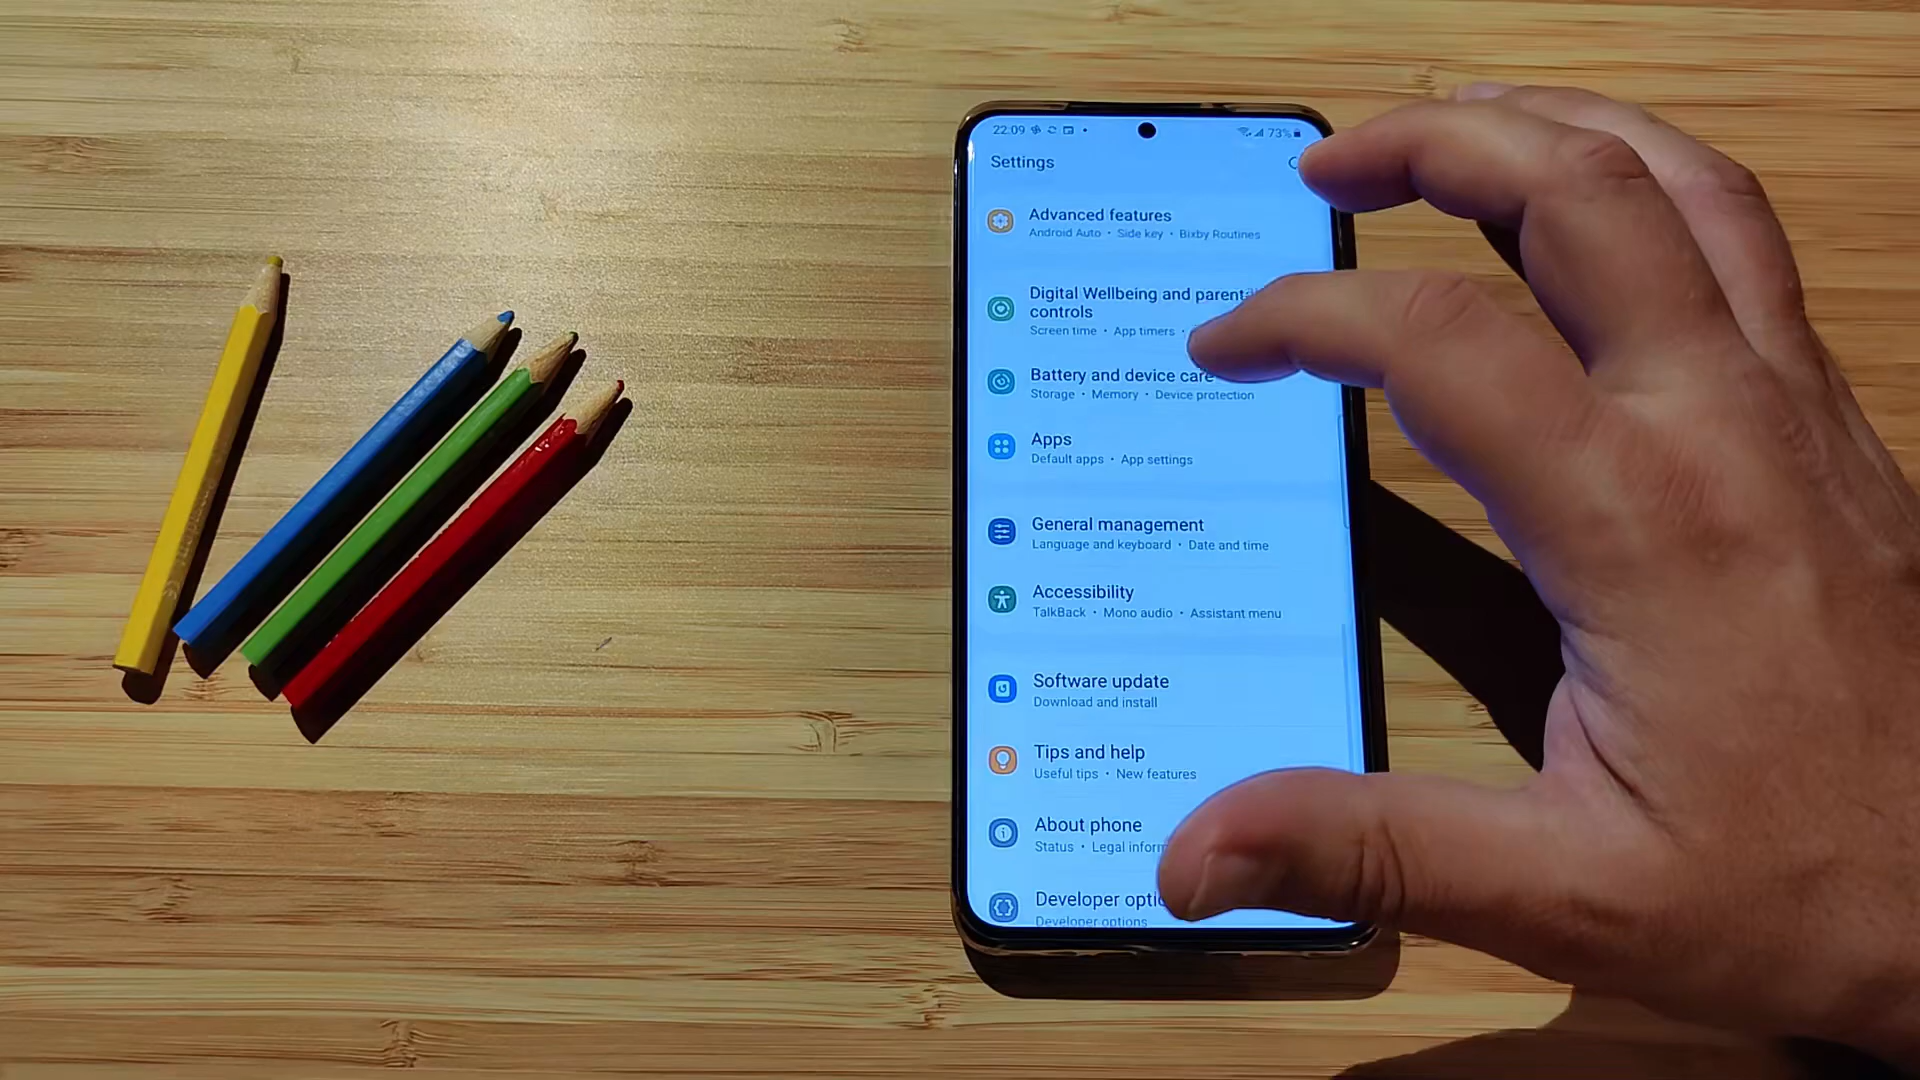 22:09 73%
Settings
Advanced features
Android Auto • Side key • Bixby Routines
Digital Wellbeing and parental
controls
Screen time • App timers •
Battery and device care
Storage • Memory • Device protection
Apps
Default apps • App settings
General management
Language and keyboard • Date and time
Accessibility
TalkBack • Mono audio • Assistant menu
Software update
Download and install
Tips and help
Useful tips • New features
About phone
Status • Legal inform
Developer optio
Developer options